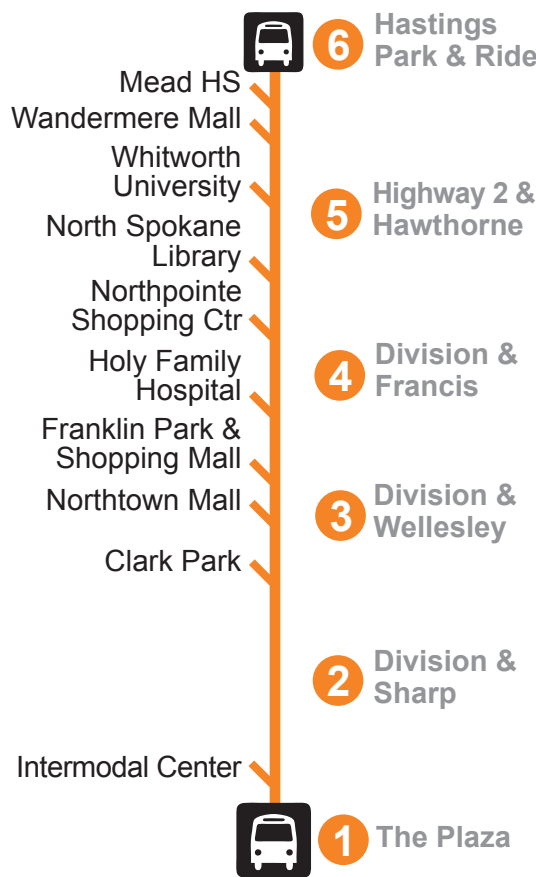 6
Hastings
Park & Ride
Mead HS
Wandermere Mall
Whitworth
University
5
Highway 2 &
Hawthorne
North Spokane
Library
Northpointe
Shopping Ctr
4
Division &
Francis
Holy Family
Hospital
Franklin Park &
Shopping Mall
3
Division &
Wellesley
Northtown Mall
Clark Park
2
Division &
Sharp
Intermodal Center
1
The Plaza